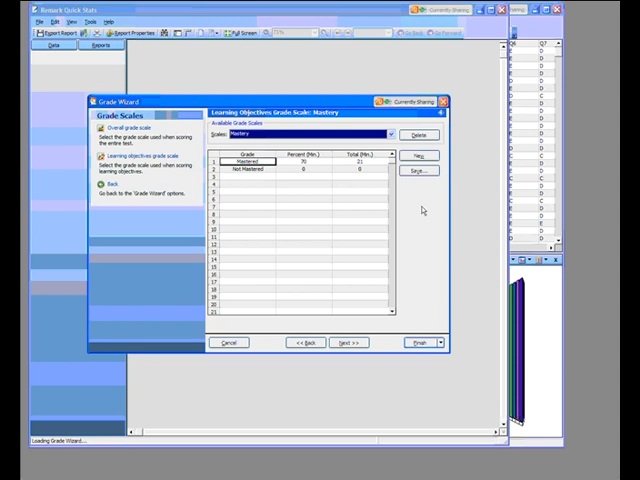 Remark Quick Stats
Currently Sharing
File Edit View Tools Help
Export Report
Report Properties
Full Screen
75%
Go Back
Go Forward
Data
Reports
Q6 Q7
Grade Wizard
Currently Sharing
Grade Scales
Overall grade scale
Select the grade scale used when scoring
the entire test.
Learning objectives grade scale
Select the grade scale used when scoring
learning objectives.
Back
Go back to the 'Grade Wizard' options.
Learning Objectives Grade Scale: Mastery
Available Grade Scales
Scales: Mastery
Delete
New
Save...
Grade Percent (Min.) Total (Min.)
1 Mastered 70 21
2 Not Mastered 0 0
3
4
5
6
7
8
9
10
11
12
13
14
15
16
17
18
19
20
21
Cancel
<< Back
Next >>
Finish
Loading Grade Wizard...